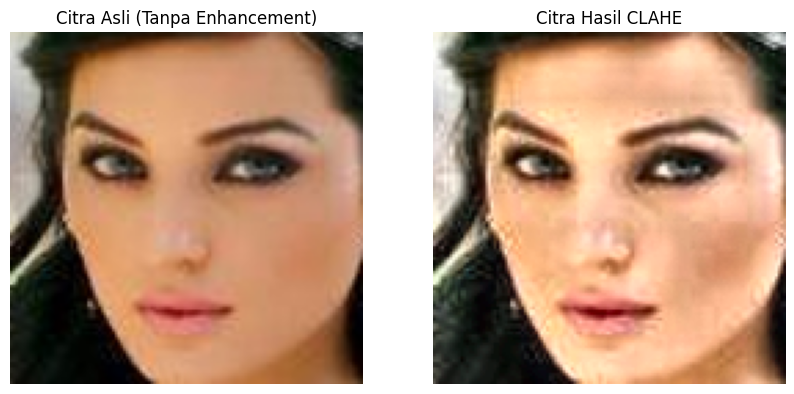 Citra Asli (Tanpa Enhancement)
Citra Hasil CLAHE